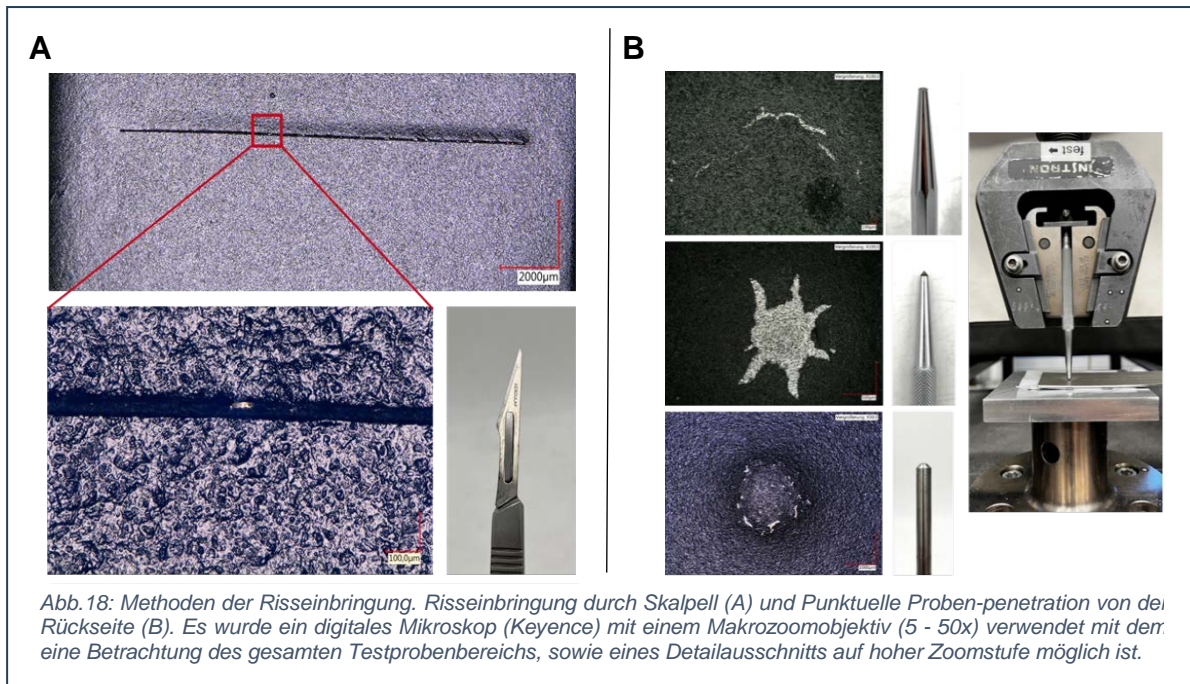 A
B
2000µm
100,0µm
fest
INSTRON
Abb.18: Methoden der Risseinbringung. Risseinbringung durch Skalpell (A) und Punktuelle Proben-penetration von der
Rückseite (B). Es wurde ein digitales Mikroskop (Keyence) mit einem Makrozoomobjektiv (5 - 50x) verwendet mit dem
eine Betrachtung des gesamten Testprobenbereichs, sowie eines Detailausschnitts auf hoher Zoomstufe möglich ist.